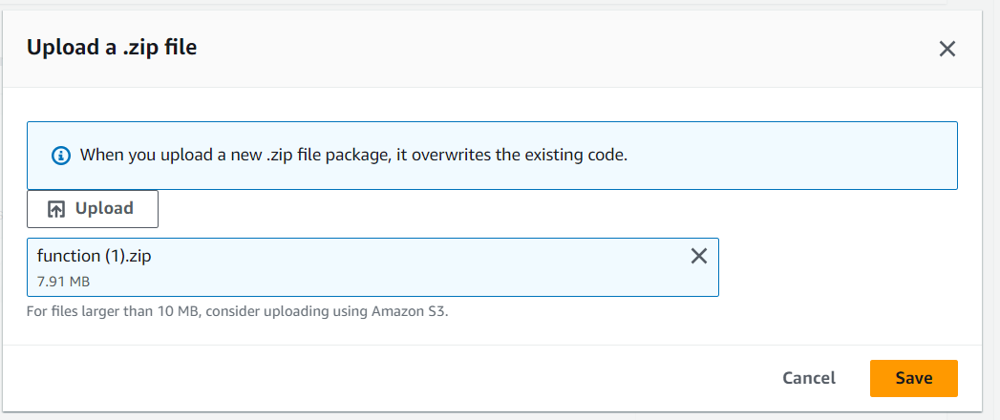 Upload a .zip file
When you upload a new .zip file package, it overwrites the existing code.
Upload
function (1).zip
7.91 MB
For files larger than 10 MB, consider uploading using Amazon S3.
Cancel
Save